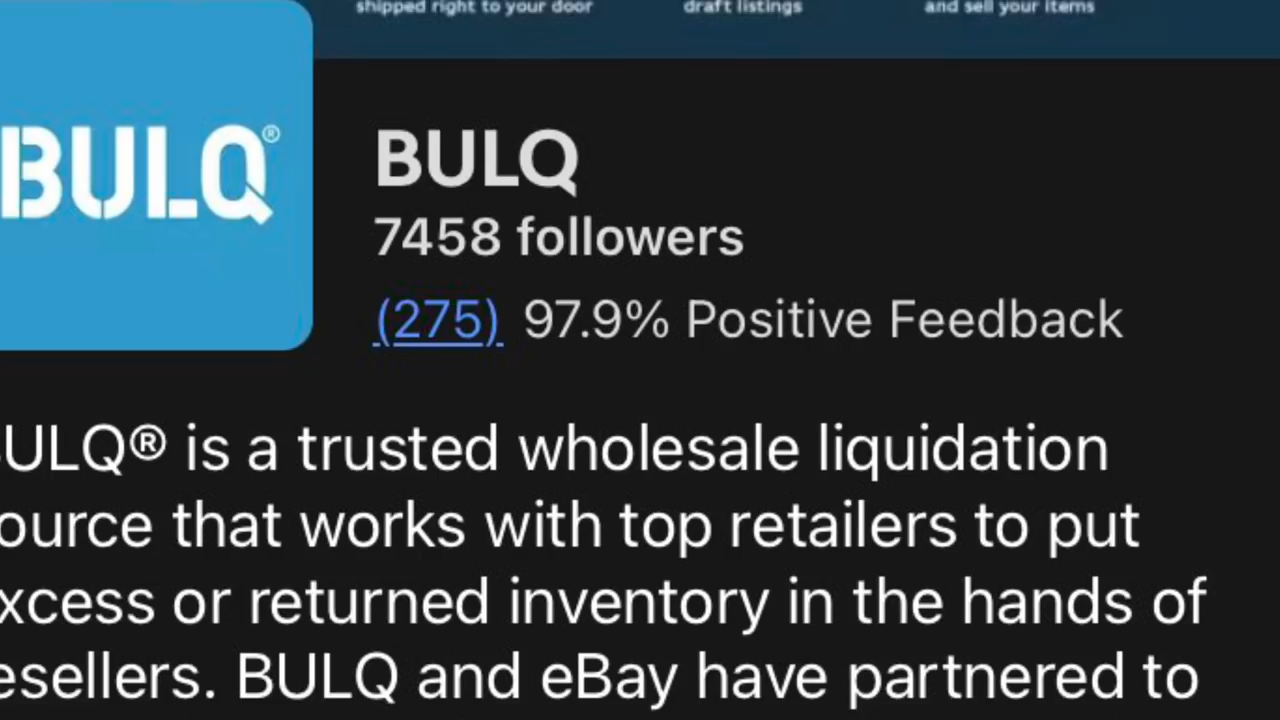 shipped right to your door
draft listings
and sell your items
BULQ®
BULQ
7458 followers
(275) 97.9% Positive Feedback
ULQ® is a trusted wholesale liquidation
ource that works with top retailers to put
xcess or returned inventory in the hands of
esellers. BULQ and eBay have partnered to